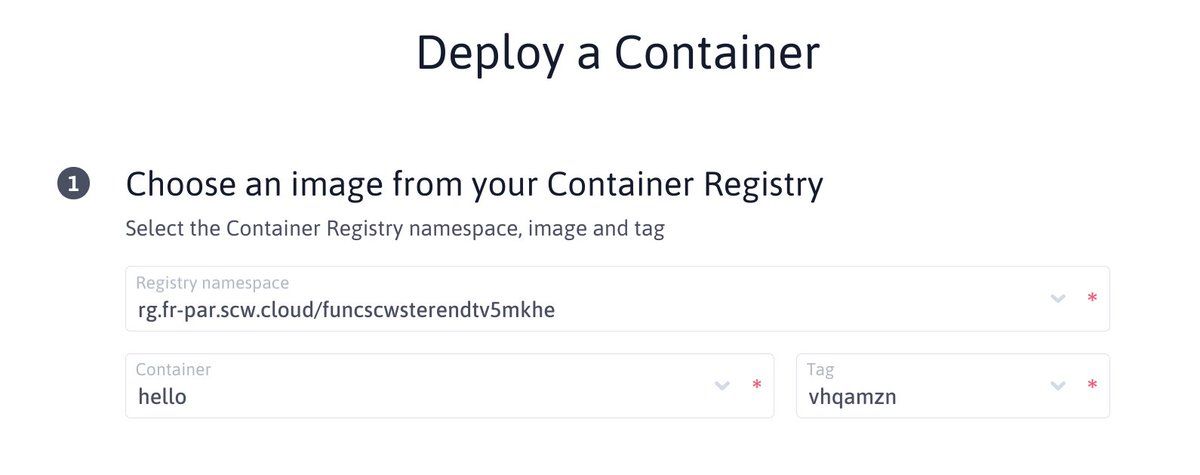 Deploy a Container
1 Choose an image from your Container Registry
Select the Container Registry namespace, image and tag
Registry namespace
rg.fr-par.scw.cloud/funcscwsterendtv5mkhe *
Container
hello *
Tag
vhqamzn *